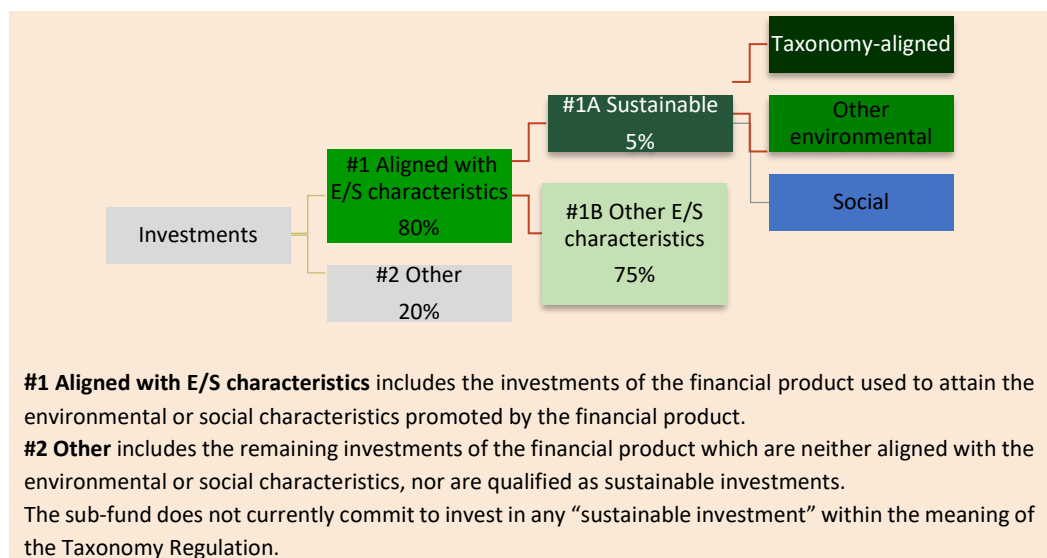 Taxonomy-aligned
#1A Sustainable
5%
Other
environmental
#1 Aligned with
E/S characteristics
80%
#1B Other E/S
characteristics
75%
Social
Investments
#2 Other
20%
#1 Aligned with E/S characteristics includes the investments of the financial product used to attain the
environmental or social characteristics promoted by the financial product.
#2 Other includes the remaining investments of the financial product which are neither aligned with the
environmental or social characteristics, nor are qualified as sustainable investments.
The sub-fund does not currently commit to invest in any “sustainable investment” within the meaning of
the Taxonomy Regulation.